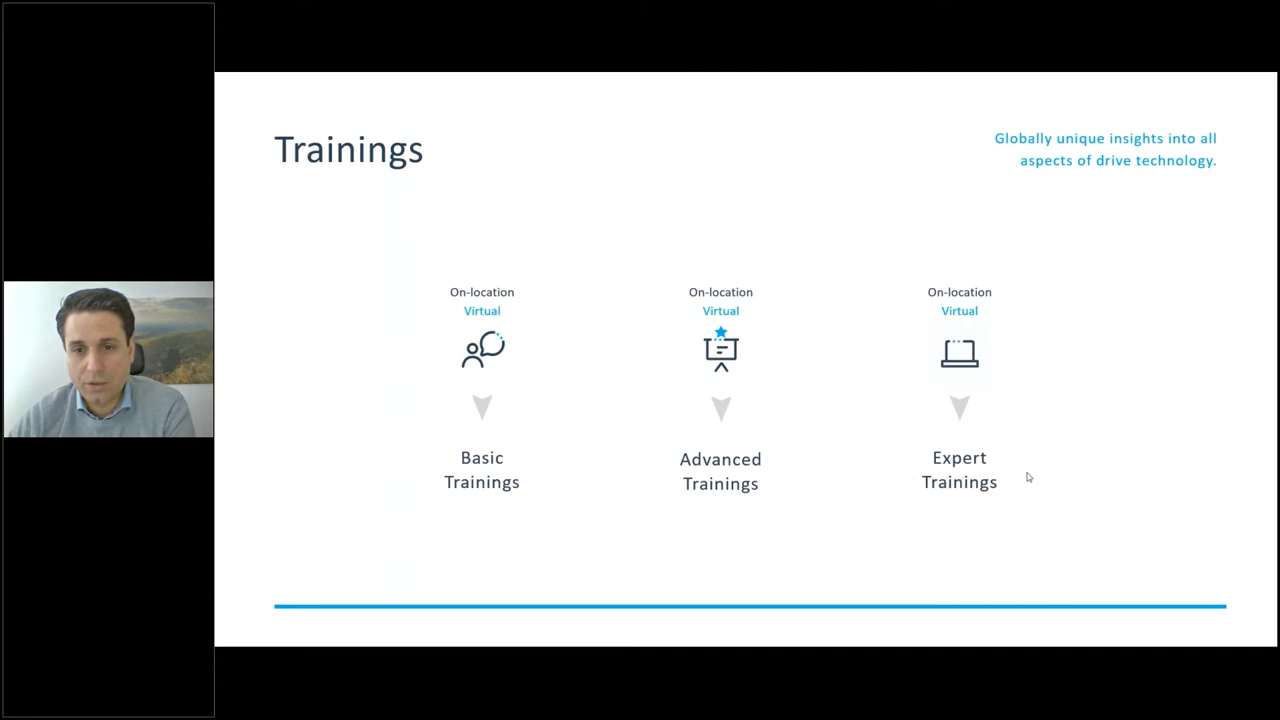 Trainings
Globally unique insights into all
aspects of drive technology.
On-location
Virtual
Basic
Trainings
On-location
Virtual
Advanced
Trainings
On-location
Virtual
Expert
Trainings